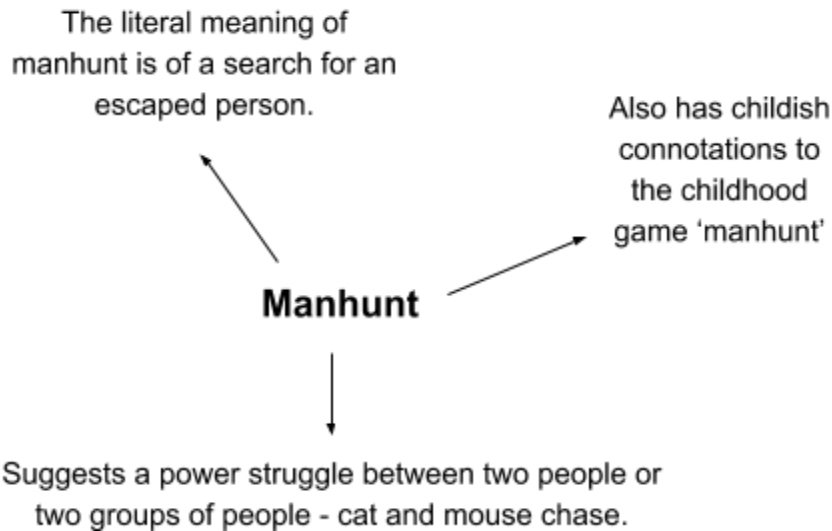 The literal meaning of
manhunt is of a search for an
escaped person.
Also has childish
connotations to
the childhood
game ‘manhunt’
Manhunt
Suggests a power struggle between two people or
two groups of people - cat and mouse chase.